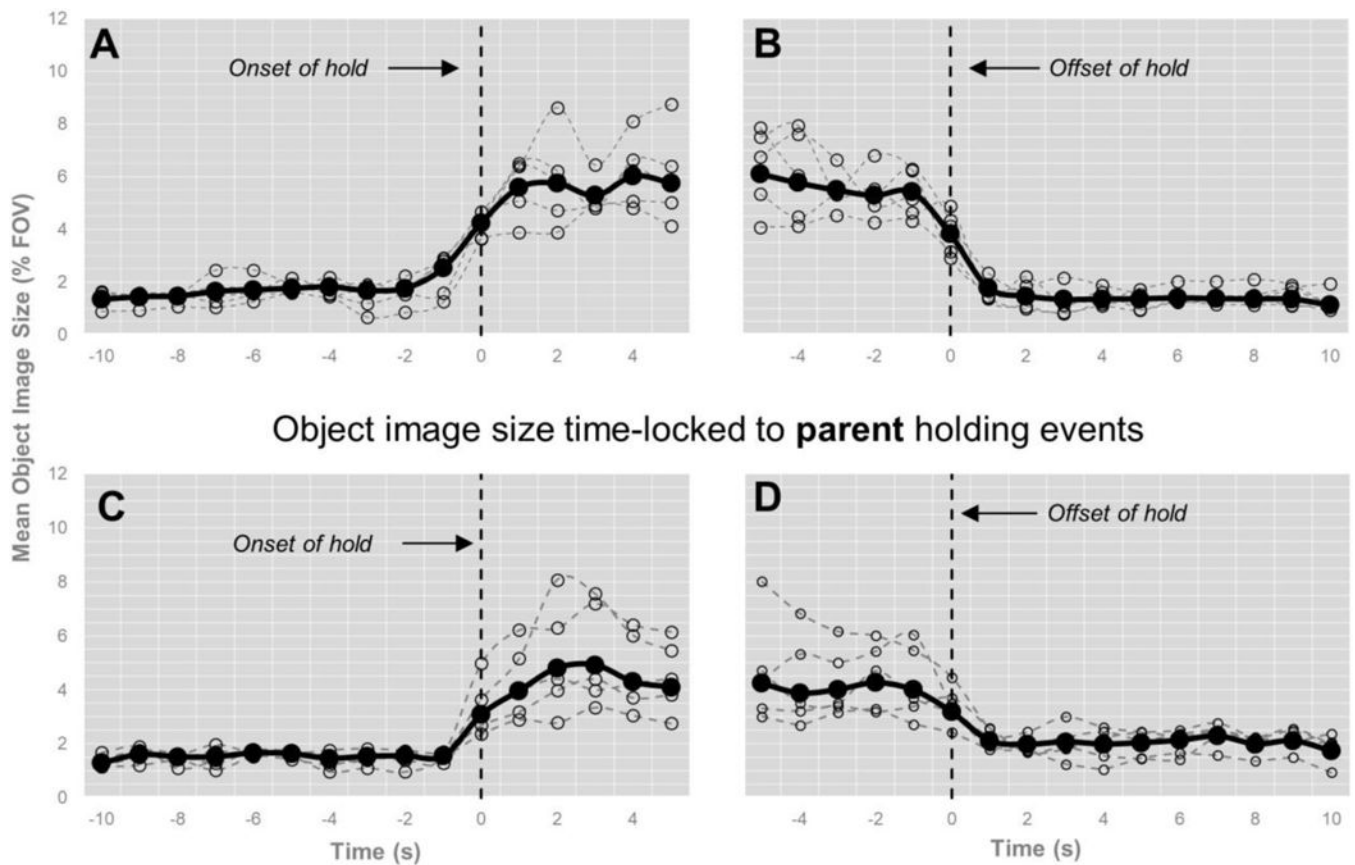 12
10
8
6
4
2
0
A
Onset of hold
-10 -8 -6 -4 -2 0 2 4
B
Offset of hold
-4 -2 0 2 4 6 8 10
Mean Object Image Size (% FOV)
Object image size time-locked to parent holding events
12
10
8
6
4
2
0
C
Onset of hold
-10 -8 -6 -4 -2 0 2 4
Time (s)
D
Offset of hold
-4 -2 0 2 4 6 8 10
Time (s)